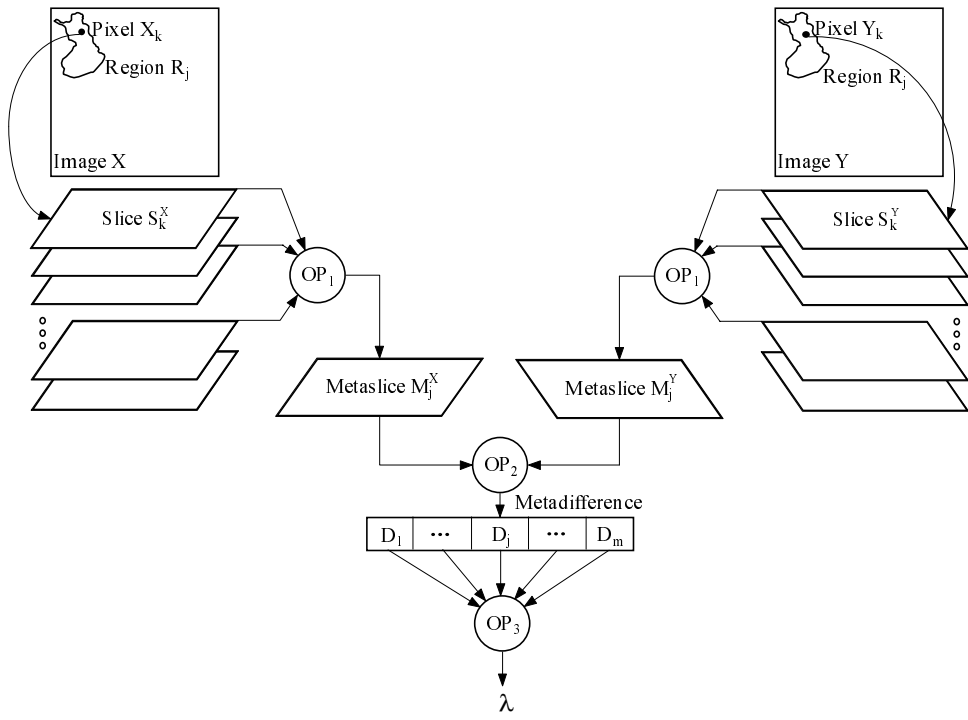 Pixel X_k
Region R_j
Image X
Pixel Y_k
Region R_j
Image Y
Slice S_k^X
Slice S_k^Y
OP_1
OP_1
Metaslice M_j^X
Metaslice M_j^Y
OP_2
Metadifference
D_1 ... D_j ... D_m
OP_3
λ